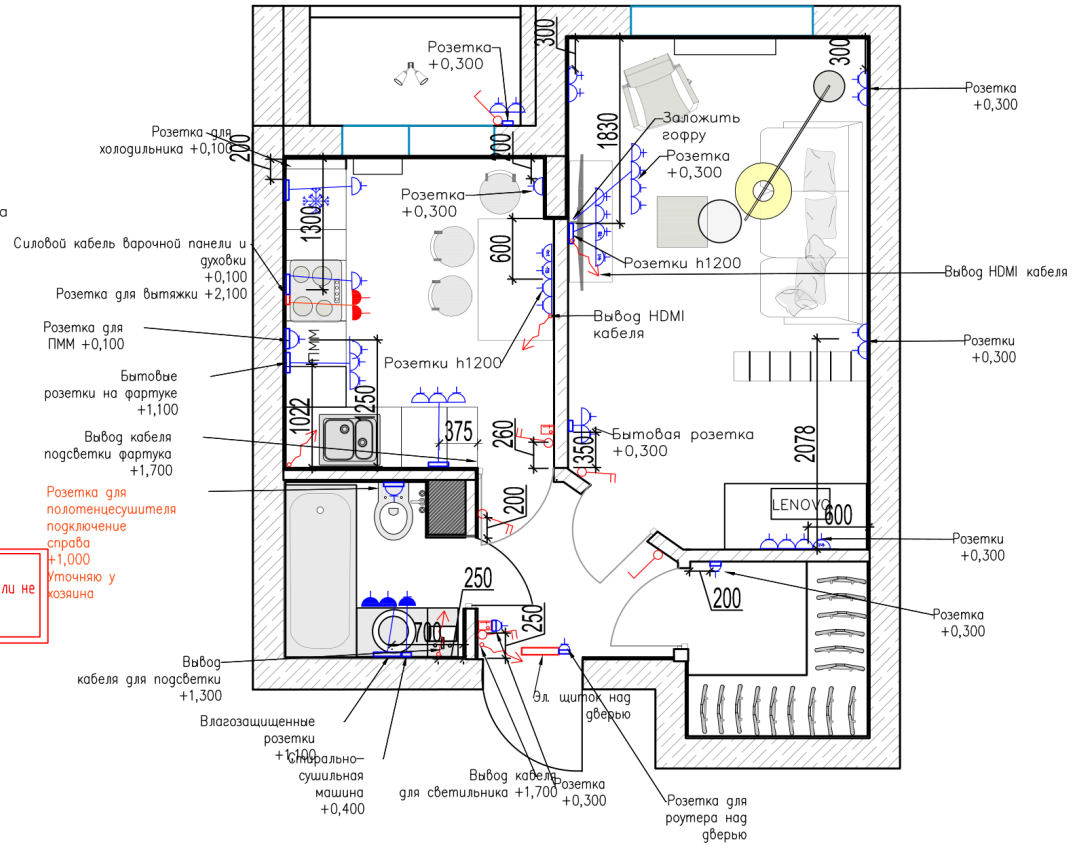 Розетка
+0,300
300
300
Розетка
+0,300
Заложить
гофру
1830
Розетка для
холодильника +0,100
200
200
Розетка
+0,300
Розетка
+0,300
а
1300
600
Силовой кабель варочной панели и
духовки
+0,100
Розетки h1200
Вывод HDMI кабеля
Розетка для вытяжки +2,100
Вывод HDMI
кабеля
Розетка для
ПММ +0,100
ПММ
Розетки
+0,300
Розетки h1200
Бытовые
розетки на фартуке
+1,100
1022
1250
375
260
350
Бытовая розетка
+0,300
2078
Вывод кабеля
подсветки фартука
+1,700
Розетка для
полотенцесушителя
подключение
справа
+1,000
Уточняю у
хозяина
200
LENOVO
600
Розетки
+0,300
ли не
250
250
200
Розетка
+0,300
700
Вывод
кабеля для подсветки
+1,300
Эл. щиток над
дверью
Влагозащищенные
розетки
+1,100
Стирально-
сушильная
машина
+0,400
Вывод кабеля
для светильника +1,700
Розетка
+0,300
Розетка для
роутера над
дверью